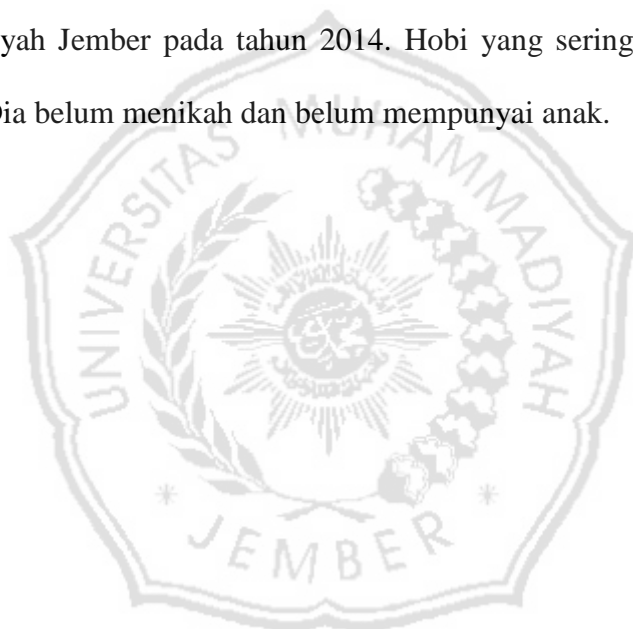 yah Jember pada tahun 2014. Hobi yang sering
Dia belum menikah dan belum mempunyai anak.
UNIVERSITAS MUHAMMADIYAH
JEMBER